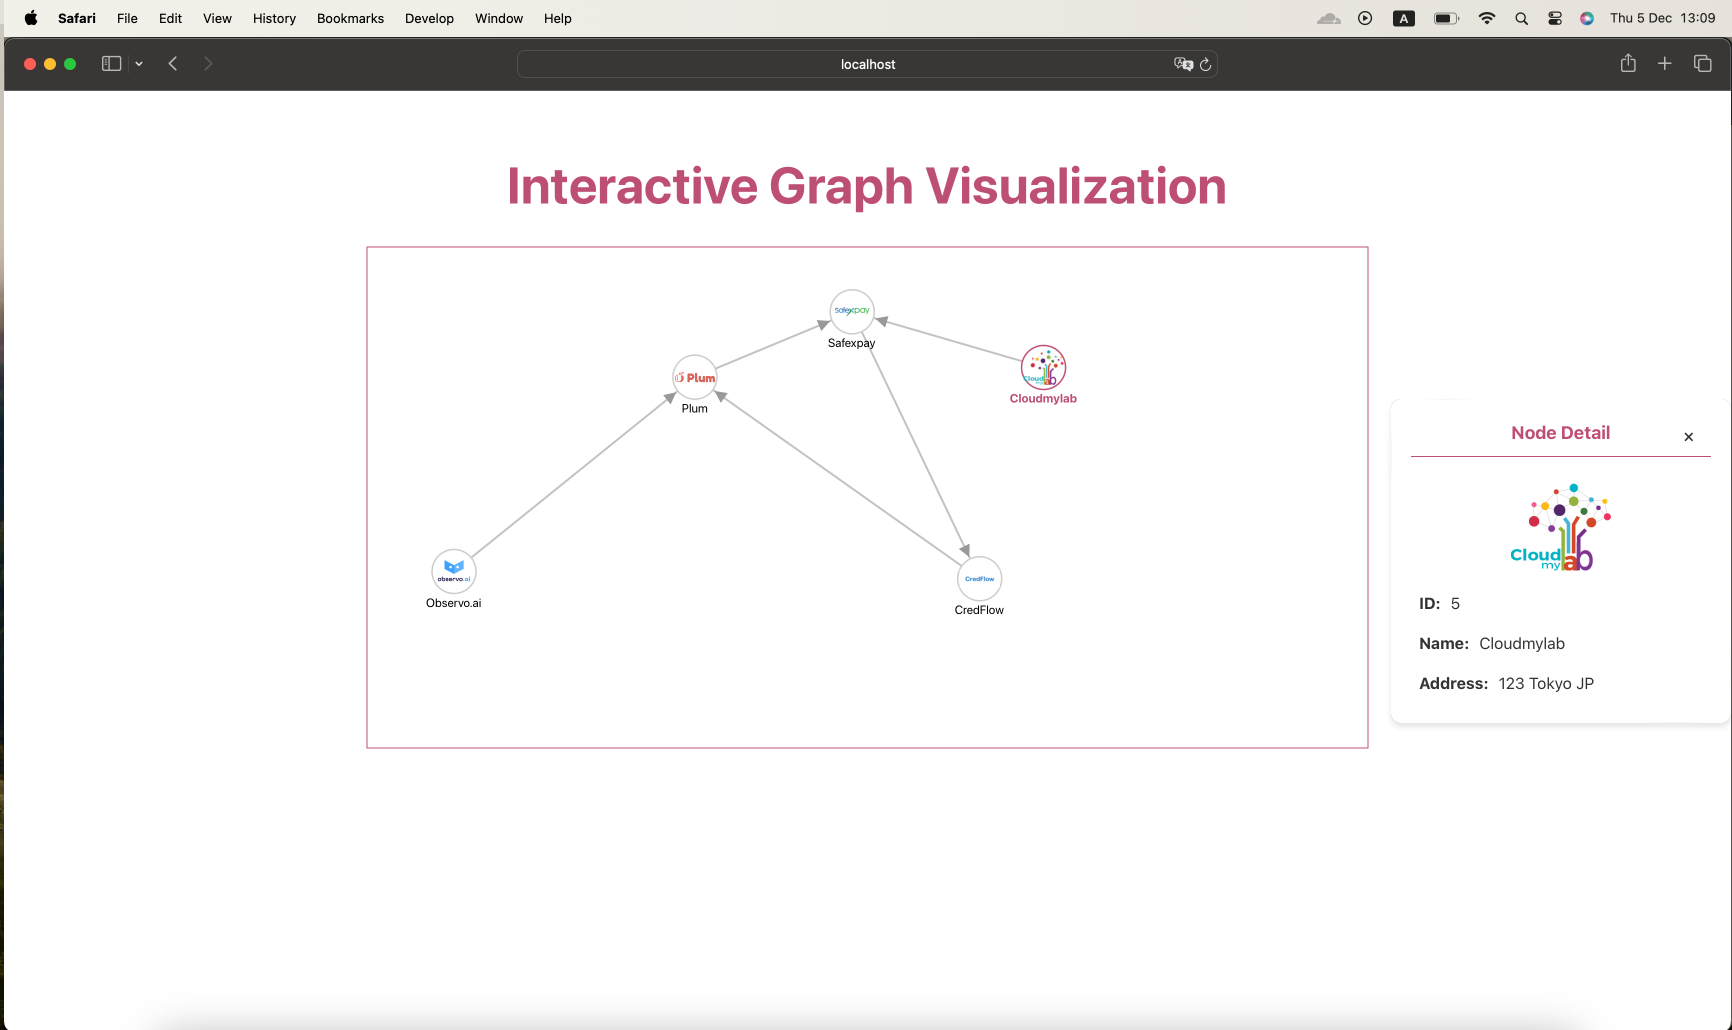 Safari File Edit View History Bookmarks Develop Window Help A Thu 5 Dec 13:09
localhost
Interactive Graph Visualization
safexpay
Safexpay
Cloud lab
Cloudmylab
Plum
Plum
observo.ai
Observo.ai
CredFlow
CredFlow
Node Detail ×
Cloud lab
my
ID: 5
Name: Cloudmylab
Address: 123 Tokyo JP